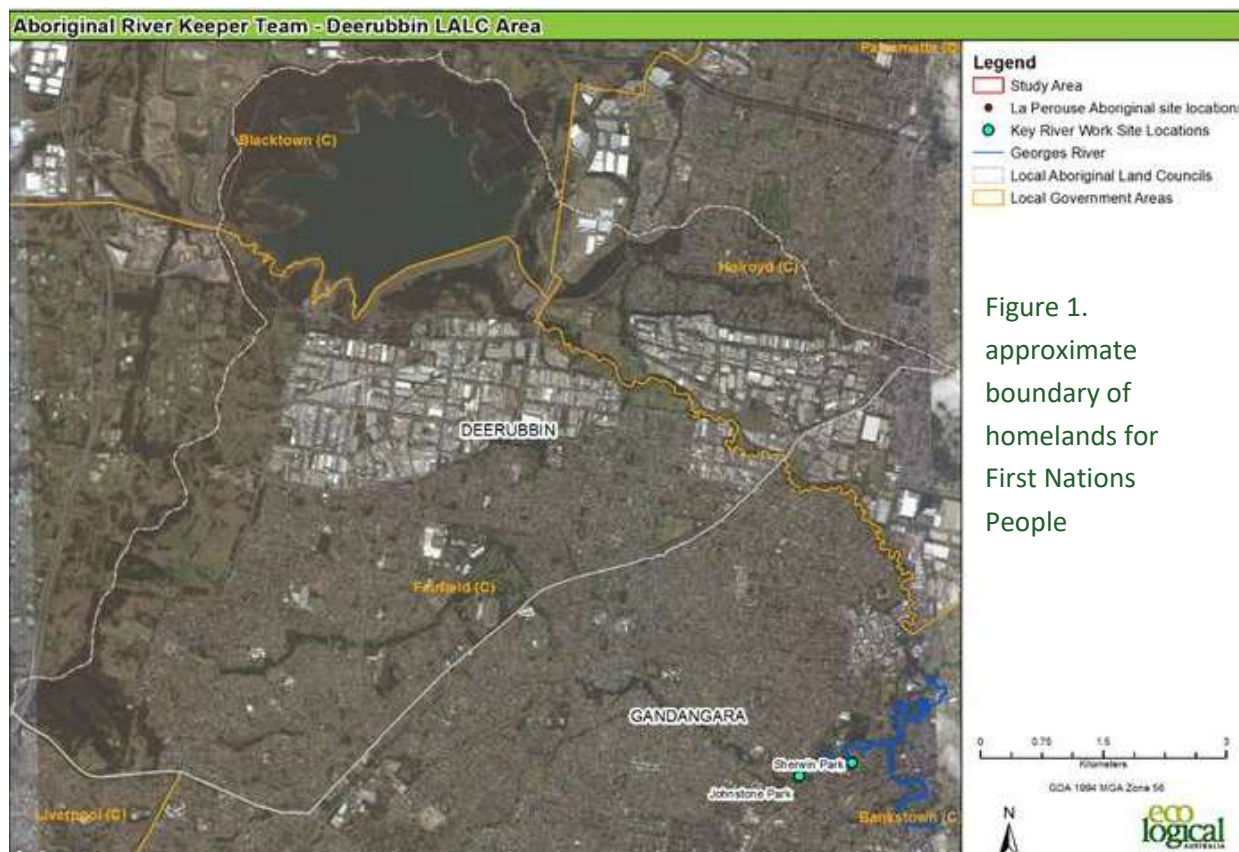 Aboriginal River Keeper Team - Deerubbin LALC Area
Parramatta (C
Blacktown (C)
Holroyd (C)
DEERUBBIN
Fairfield (C)
GANDANGARA
Sherwin Park
Johnstone Park
Liverpool (C)
Bankstown (C
Legend
Study Area
La Perouse Aboriginal site locations
Key River Work Site Locations
Georges River
Local Aboriginal Land Councils
Local Government Areas
Figure 1.
approximate
boundary of
homelands for
First Nations
People
0 0.75 1.5 3
Kilometers
GDA 1994 MGA Zone 56
N
eco
logical
AUSTRALIA